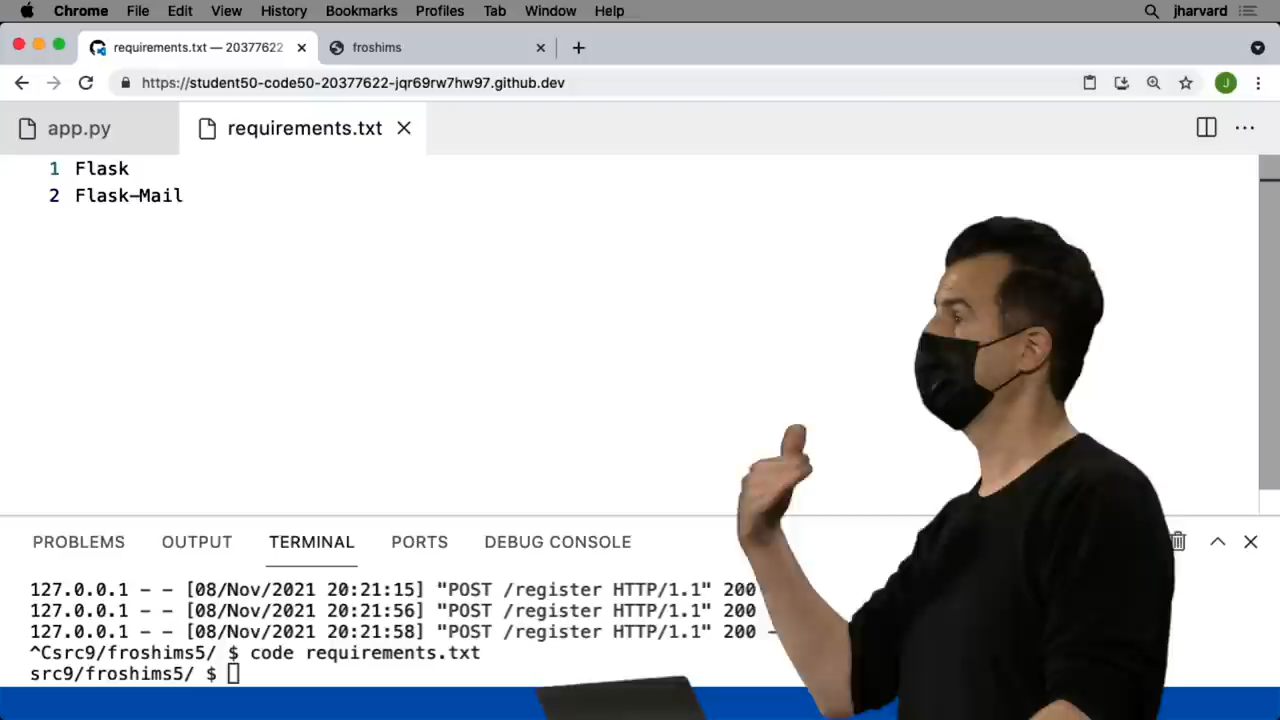 Chrome File Edit View History Bookmarks Profiles Tab Window Help jharvard
requirements.txt — 20377622
froshims
https://student50-code50-20377622-jqr69rw7hw97.github.dev
J
app.py
requirements.txt
1 Flask
2 Flask-Mail
PROBLEMS OUTPUT TERMINAL PORTS DEBUG CONSOLE
127.0.0.1 - - [08/Nov/2021 20:21:15] "POST /register HTTP/1.1" 200
127.0.0.1 - - [08/Nov/2021 20:21:56] "POST /register HTTP/1.1" 200
127.0.0.1 - - [08/Nov/2021 20:21:58] "POST /register HTTP/1.1" 200 -
^Csrc9/froshims5/ $ code requirements.txt
src9/froshims5/ $